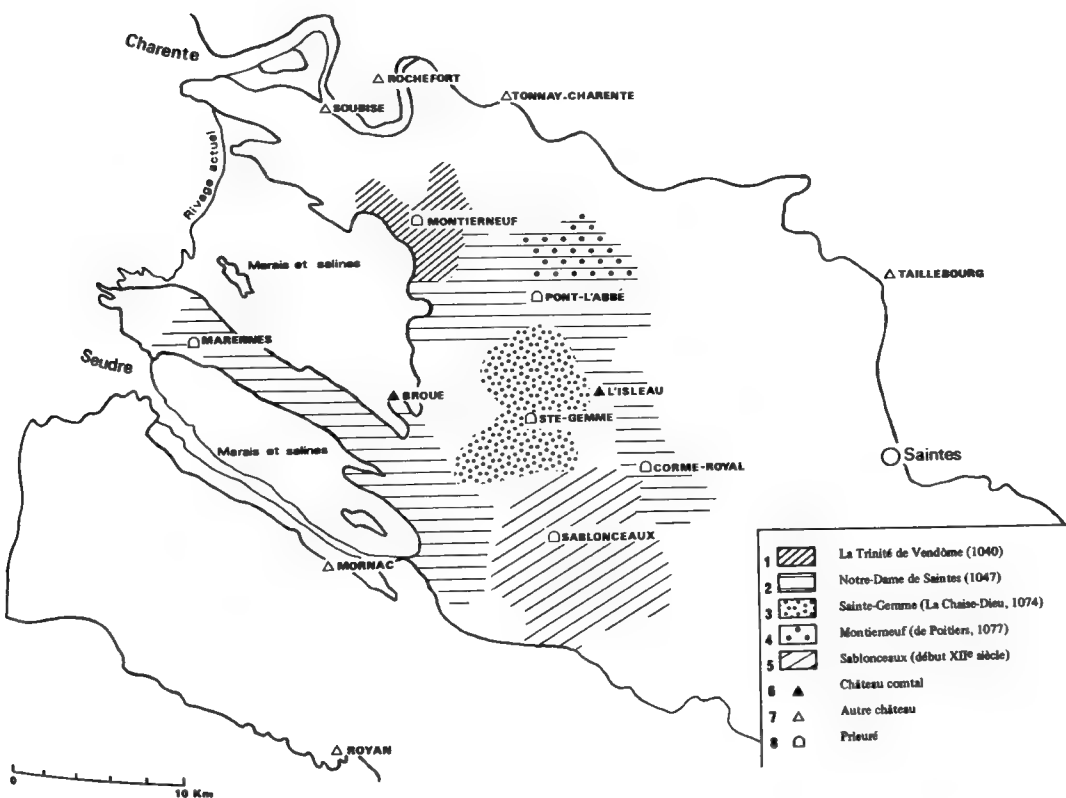 Charente
ROCHEFORT
TONNAY-CHARENTE
SOUBISE
Rivage actuel
MONTIERNEUF
Marais et salines
TAILLEBOURG
PONT-L'ABBÉ
MARENNES
Seudre
BROUE
L'ISLEAU
STE-GEMME
Marais et salines
Saintes
CORME-ROYAL
SABLONCEAUX
MORNAC
ROYAN
0 10 Km
1 La Trinité de Vendôme (1040)
2 Notre-Dame de Saintes (1047)
3 Sainte-Gemme (La Chaise-Dieu, 1074)
4 Montierneuf (de Poitiers, 1077)
5 Sablonceaux (début XIIe siècle)
6 Château comtal
7 Autre château
8 Prieuré